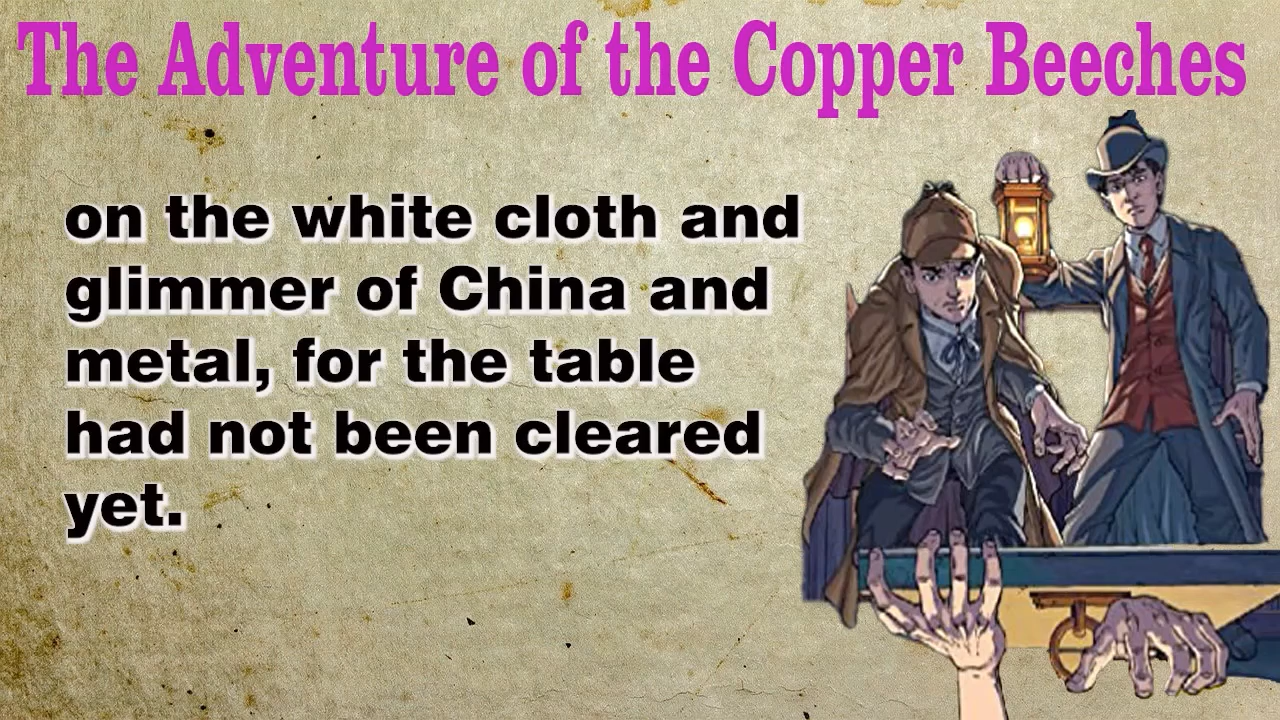 The Adventure of the Copper Beeches
on the white cloth and
glimmer of China and
metal, for the table
had not been cleared
yet.